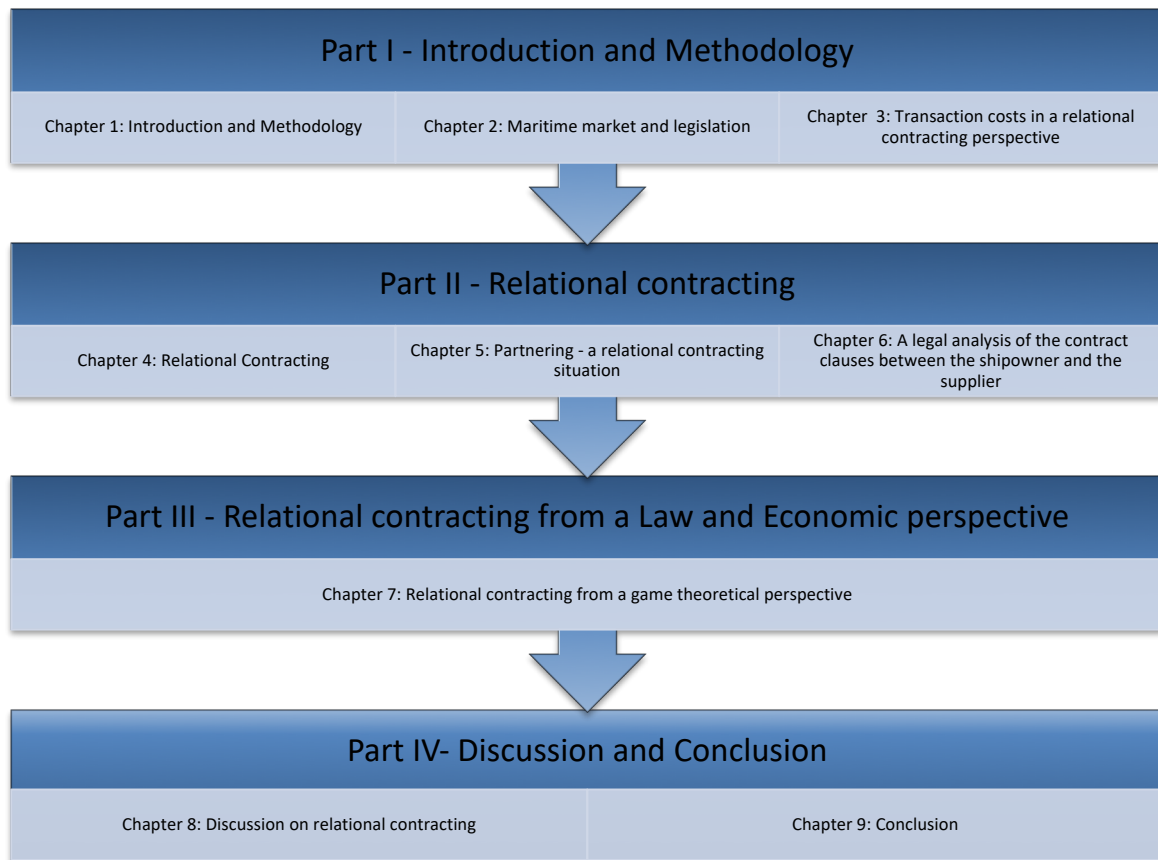 Part I - Introduction and Methodology
Chapter 1: Introduction and Methodology
Chapter 2: Maritime market and legislation
Chapter  3: Transaction costs in a relational
contracting perspective
Part II - Relational contracting
Chapter 4: Relational Contracting
Chapter 5: Partnering - a relational contracting
situation
Chapter 6: A legal analysis of the contract
clauses between the shipowner and the
supplier
Part III - Relational contracting from a Law and Economic perspective
Chapter 7: Relational contracting from a game theoretical perspective
Part IV- Discussion and Conclusion
Chapter 8: Discussion on relational contracting
Chapter 9: Conclusion